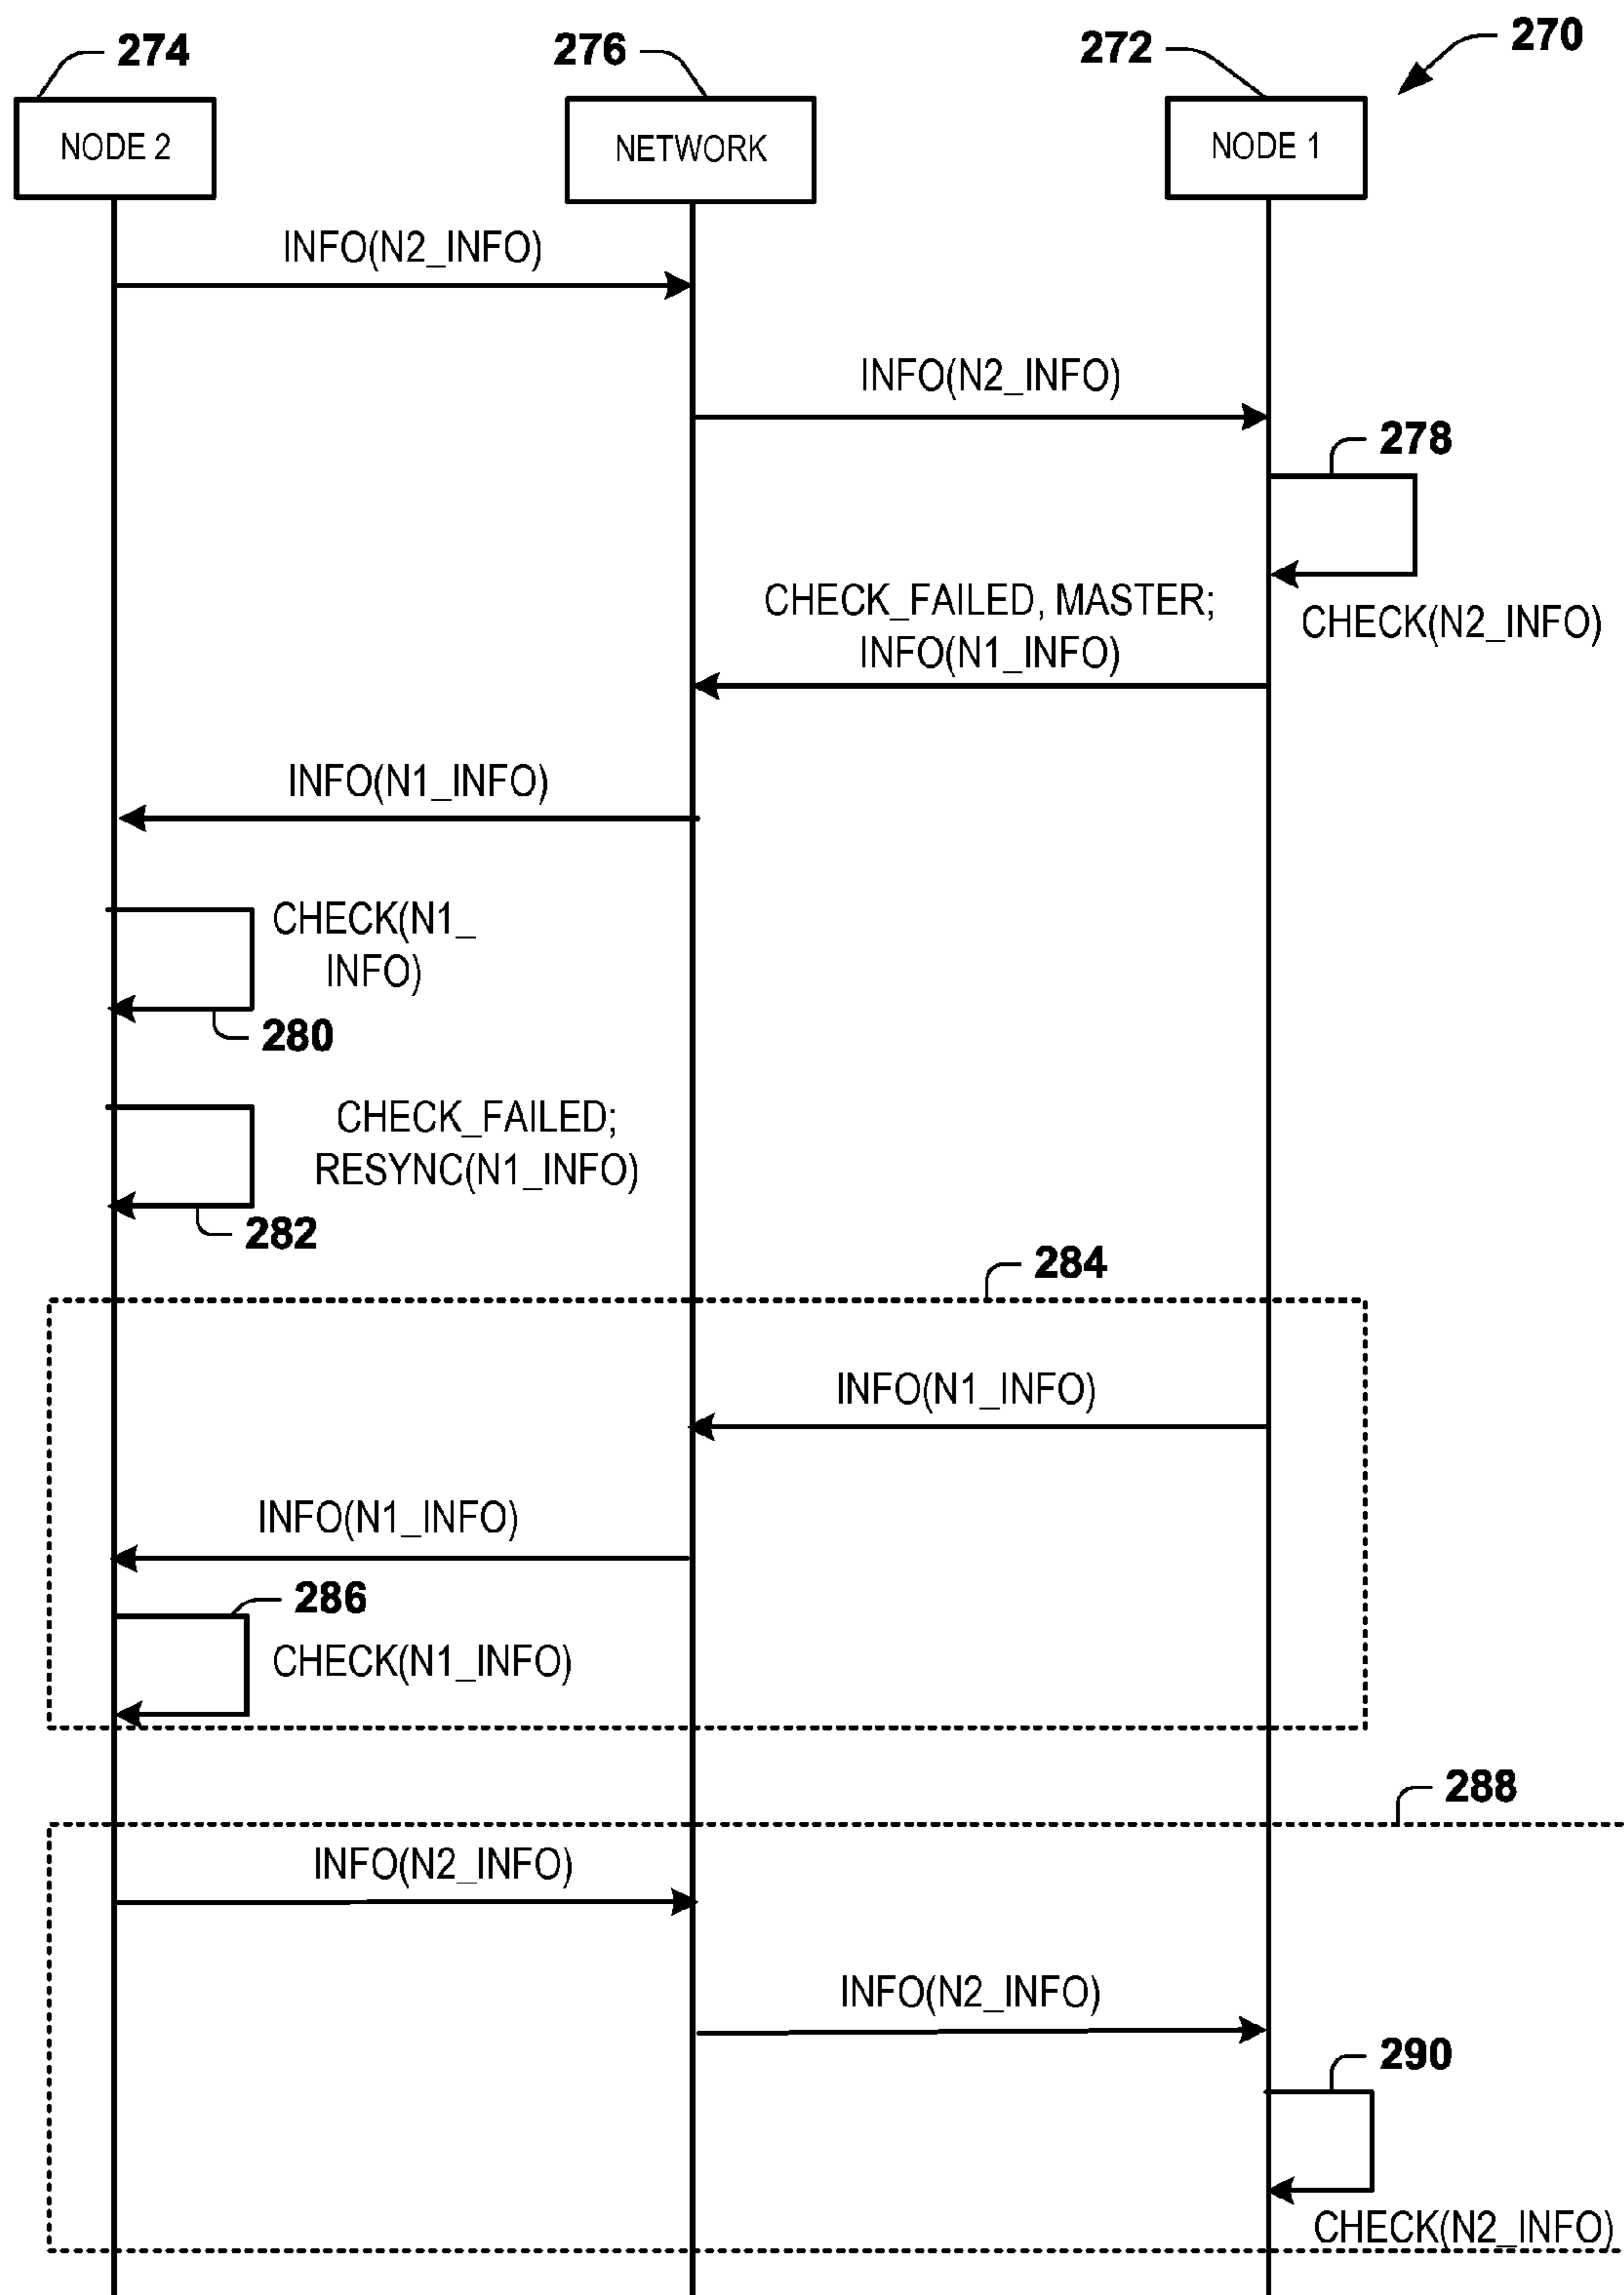 274
276
272
270
NODE 2
NETWORK
NODE 1
INFO(N2_INFO)
INFO(N2_INFO)
278
CHECK(N2_INFO)
CHECK_FAILED, MASTER;
INFO(N1_INFO)
INFO(N1_INFO)
CHECK(N1_
INFO)
280
CHECK_FAILED;
RESYNC(N1_INFO)
282
284
INFO(N1_INFO)
INFO(N1_INFO)
286
CHECK(N1_INFO)
288
INFO(N2_INFO)
INFO(N2_INFO)
290
CHECK(N2_INFO)